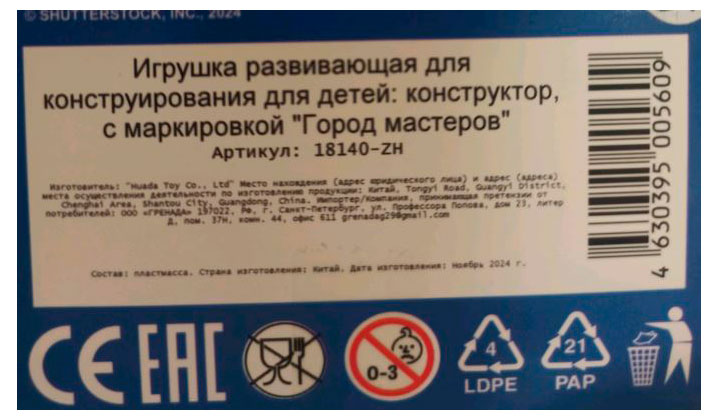 © SHUTTERSTOCK, INC., 2024
Игрушка развивающая для
конструирования для детей: конструктор,
с маркировкой "Город мастеров"
Артикул: 18140-ZH
Изготовитель: "Huada Toy Co., Ltd" Место нахождения (адрес юридического лица) и адрес (адреса)
места осуществления деятельности по изготовлению продукции: Китай, Tongyi Road, Guangyi District,
Chenghai Area, Shantou City, Guangdong, China. Импортер/Компания, принимающая претензии от
потребителей: ООО «ГРЕНАДА» 197022, РФ, г. Санкт-Петербург, ул. Профессора Попова, дом 23, литер
Д, пом. 37Н, комн. 44, офис 611 grenadag29@gmail.com
Состав: пластмасса. Страна изготовления: Китай. Дата изготовления: Ноябрь 2024 г.
4 630395 005609
CE EAC
0-3
4
LDPE
21
PAP